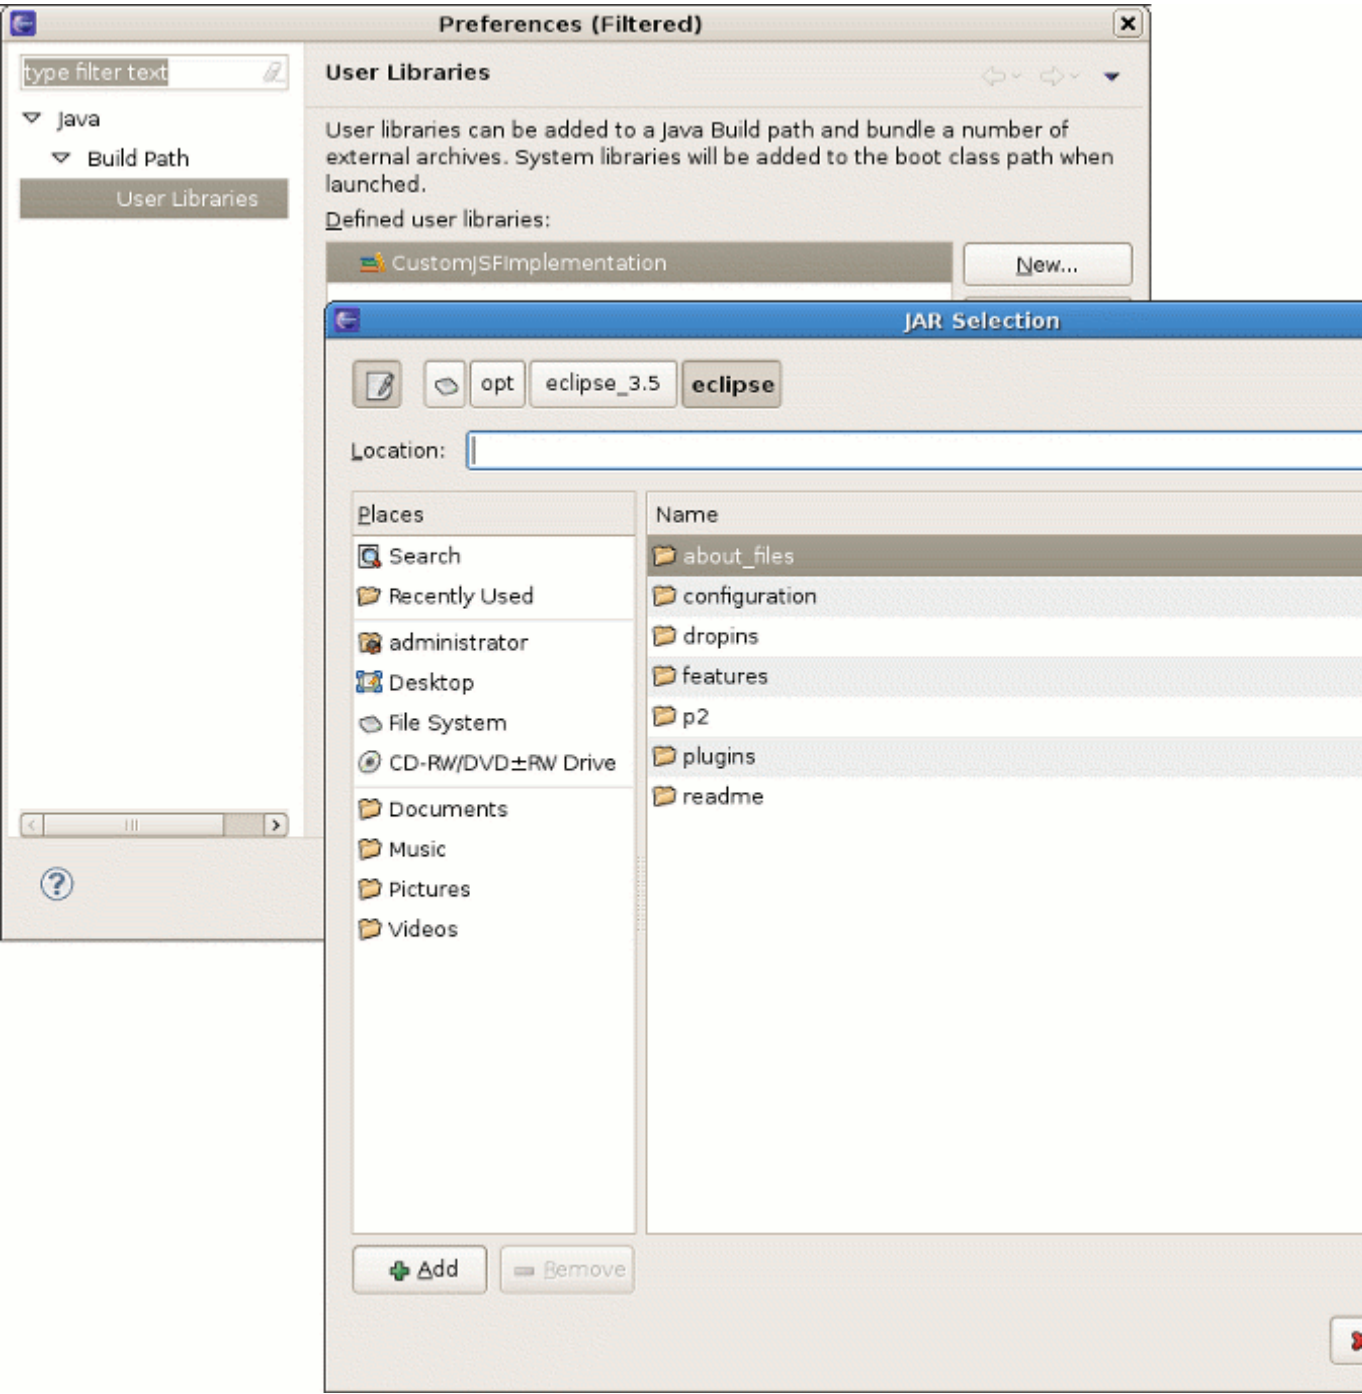 Preferences (Filtered)
type filter text
Java
Build Path
User Libraries
User Libraries
User libraries can be added to a Java Build path and bundle a number of
external archives. System libraries will be added to the boot class path when
launched.
Defined user libraries:
CustomJSFImplementation
New...
JAR Selection
opt
eclipse_3.5
eclipse
Location:
Places
Search
Recently Used
administrator
Desktop
File System
CD-RW/DVD±RW Drive
Documents
Music
Pictures
Videos
Name
about_files
configuration
dropins
features
p2
plugins
readme
Add
Remove